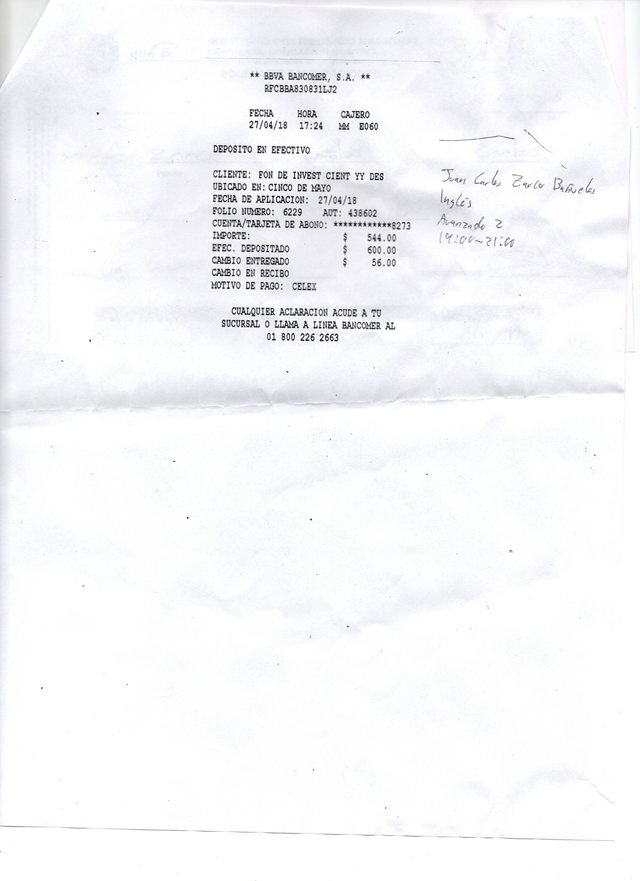 ** BBVA BANCOMER, S.A. **
RFCBBA830831LJ2
FECHA HORA CAJERO
27/04/18 17:24 MM E060
DEPOSITO EN EFECTIVO
CLIENTE: FON DE INVEST CIENT YY DES
UBICADO EN: CINCO DE MAYO
FECHA DE APLICACION: 27/04/18
FOLIO NUMERO: 6229 AUT: 438602
CUENTA/TARJETA DE ABONO: ************8273
IMPORTE: $ 544.00
EFEC. DEPOSITADO $ 600.00
CAMBIO ENTREGADO $ 56.00
CAMBIO EN RECIBO
MOTIVO DE PAGO: CELEX
CUALQUIER ACLARACION ACUDE A TU
SUCURSAL O LLAMA A LINEA BANCOMER AL
01 800 226 2663
Juan Carlos Bañuelos
Inglés
Avanzado 2
19:00-21:00